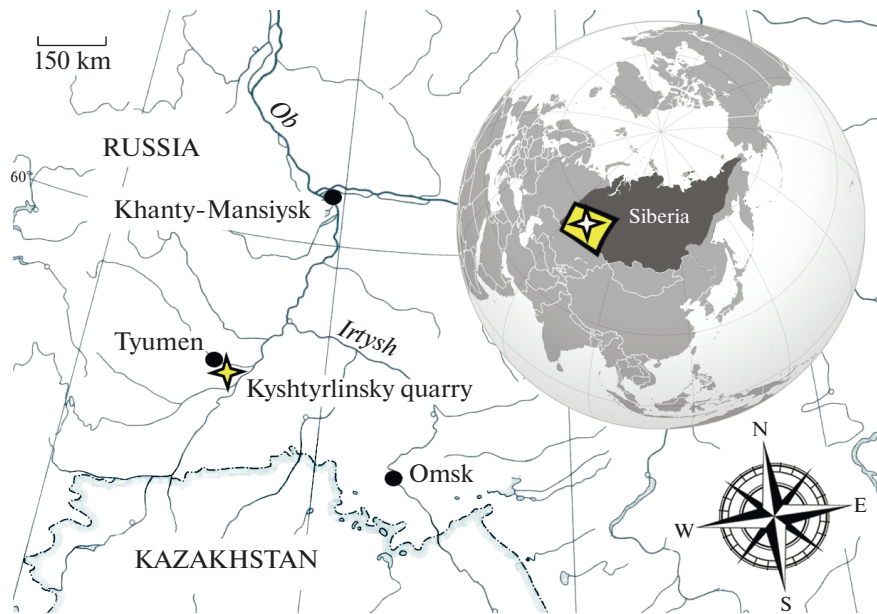 150 km
Ob
RUSSIA
60°
Khanty-Mansiysk
Siberia
Tyumen
Irtysh
Kyshtyrlinsky quarry
Omsk
N
W
E
S
KAZAKHSTAN